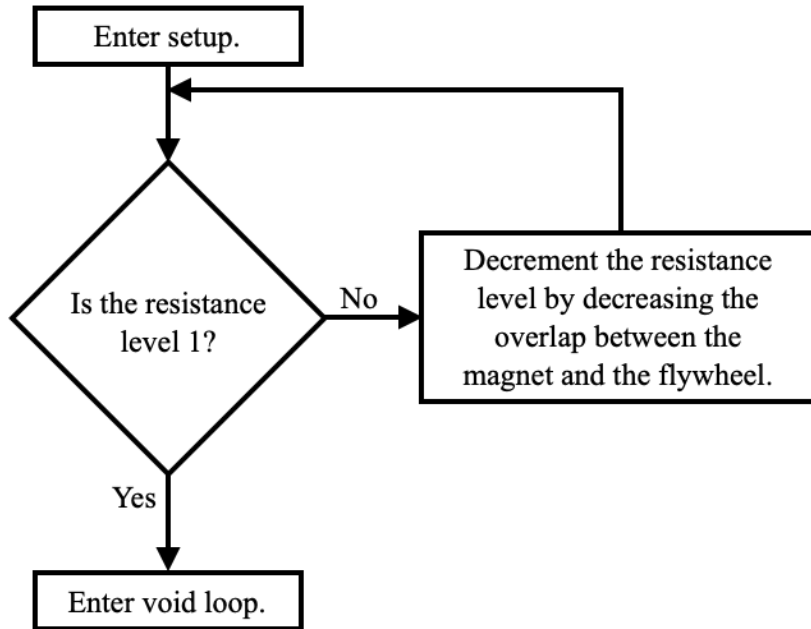 Enter setup.
Is the resistance
level 1?
No
Decrement the resistance
level by decreasing the
overlap between the
magnet and the flywheel.
Yes
Enter void loop.